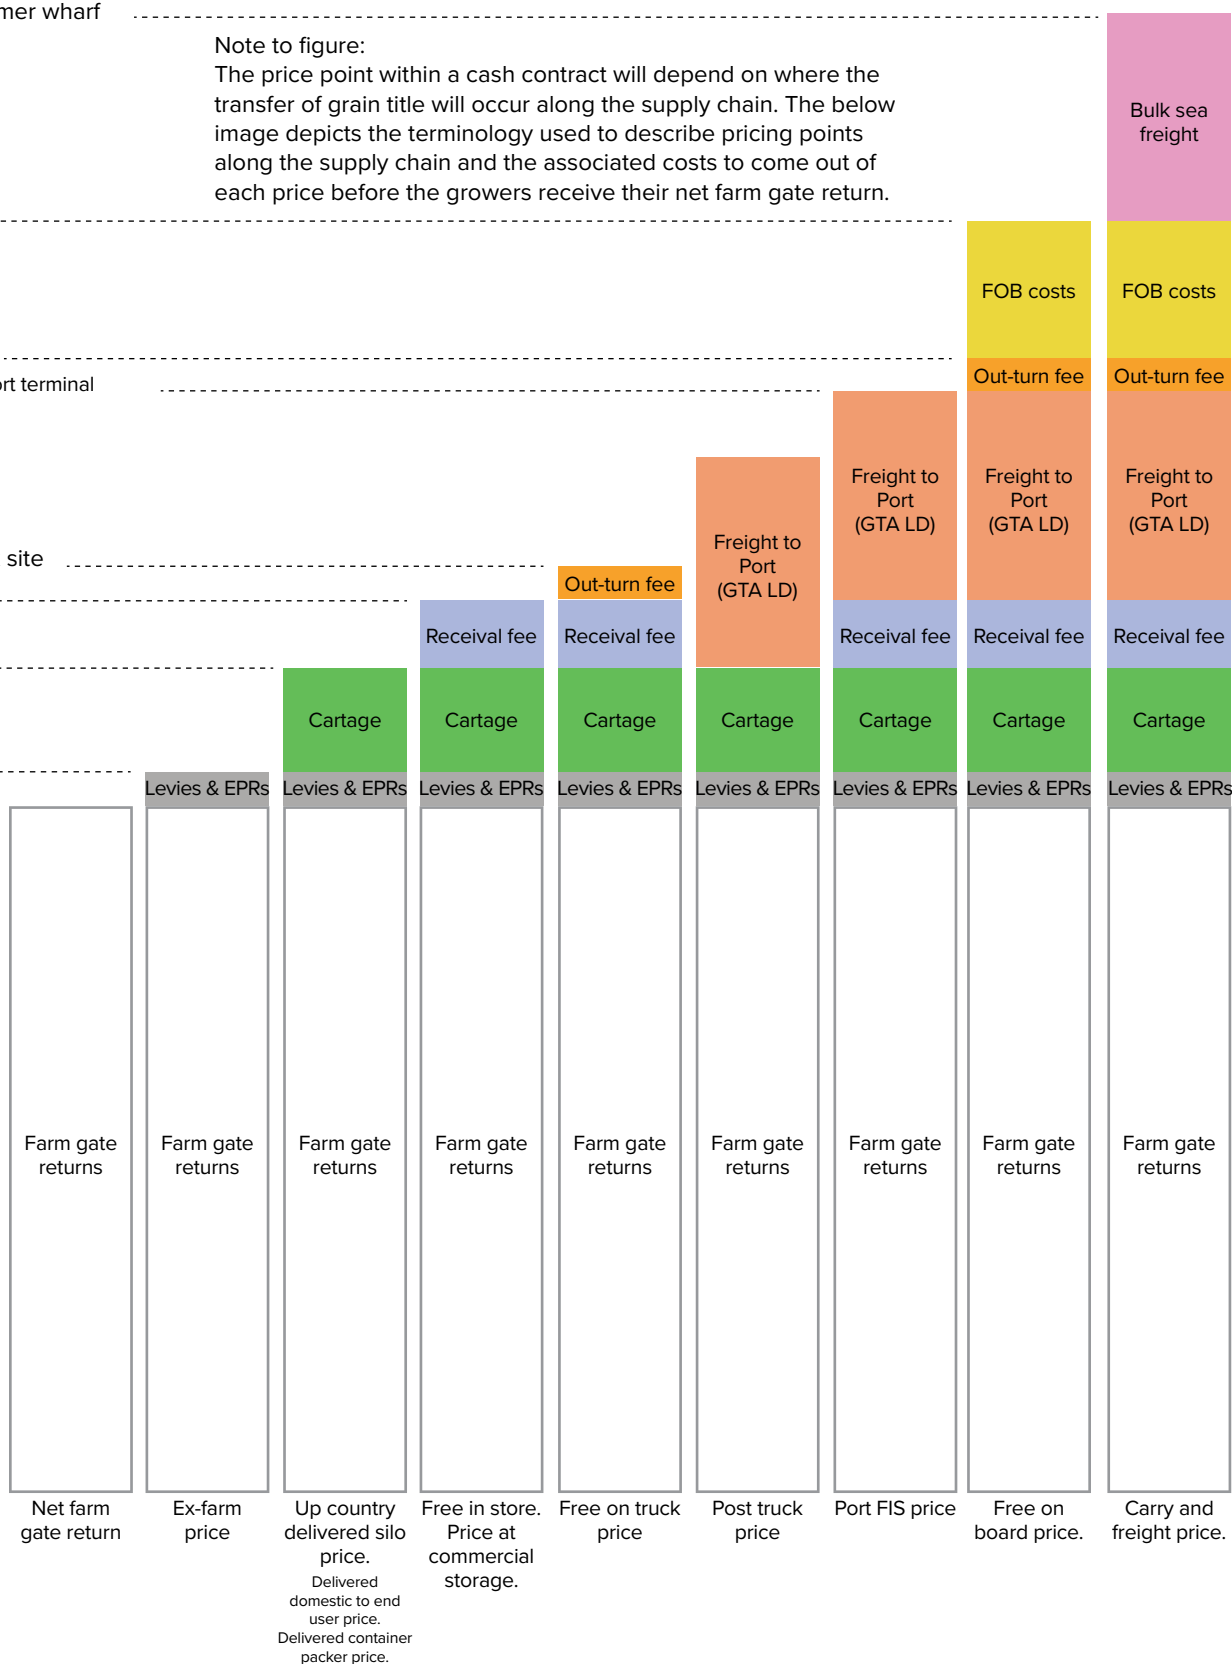 mer wharf
Note to figure:
The price point within a cash contract will depend on where the
transfer of grain title will occur along the supply chain. The below
image depicts the terminology used to describe pricing points
along the supply chain and the associated costs to come out of
each price before the growers receive their net farm gate return.
Bulk sea
freight
FOB costs
FOB costs
Out-turn fee
Out-turn fee
rt terminal
Freight to
Port
(GTA LD)
Freight to
Port
(GTA LD)
Freight to
Port
(GTA LD)
Freight to
Port
(GTA LD)
site
Out-turn fee
Receival fee
Receival fee
Receival fee
Receival fee
Receival fee
Cartage
Cartage
Cartage
Cartage
Cartage
Cartage
Cartage
Levies & EPRs
Levies & EPRs
Levies & EPRs
Levies & EPRs
Levies & EPRs
Levies & EPRs
Levies & EPRs
Levies & EPRs
Farm gate
returns
Farm gate
returns
Farm gate
returns
Farm gate
returns
Farm gate
returns
Farm gate
returns
Farm gate
returns
Farm gate
returns
Farm gate
returns
Net farm
gate return
Ex-farm
price
Up country
delivered silo
price.
Delivered
domestic to end
user price.
Delivered container
packer price.
Free in store.
Price at
commercial
storage.
Free on truck
price
Post truck
price
Port FIS price
Free on
board price.
Carry and
freight price.